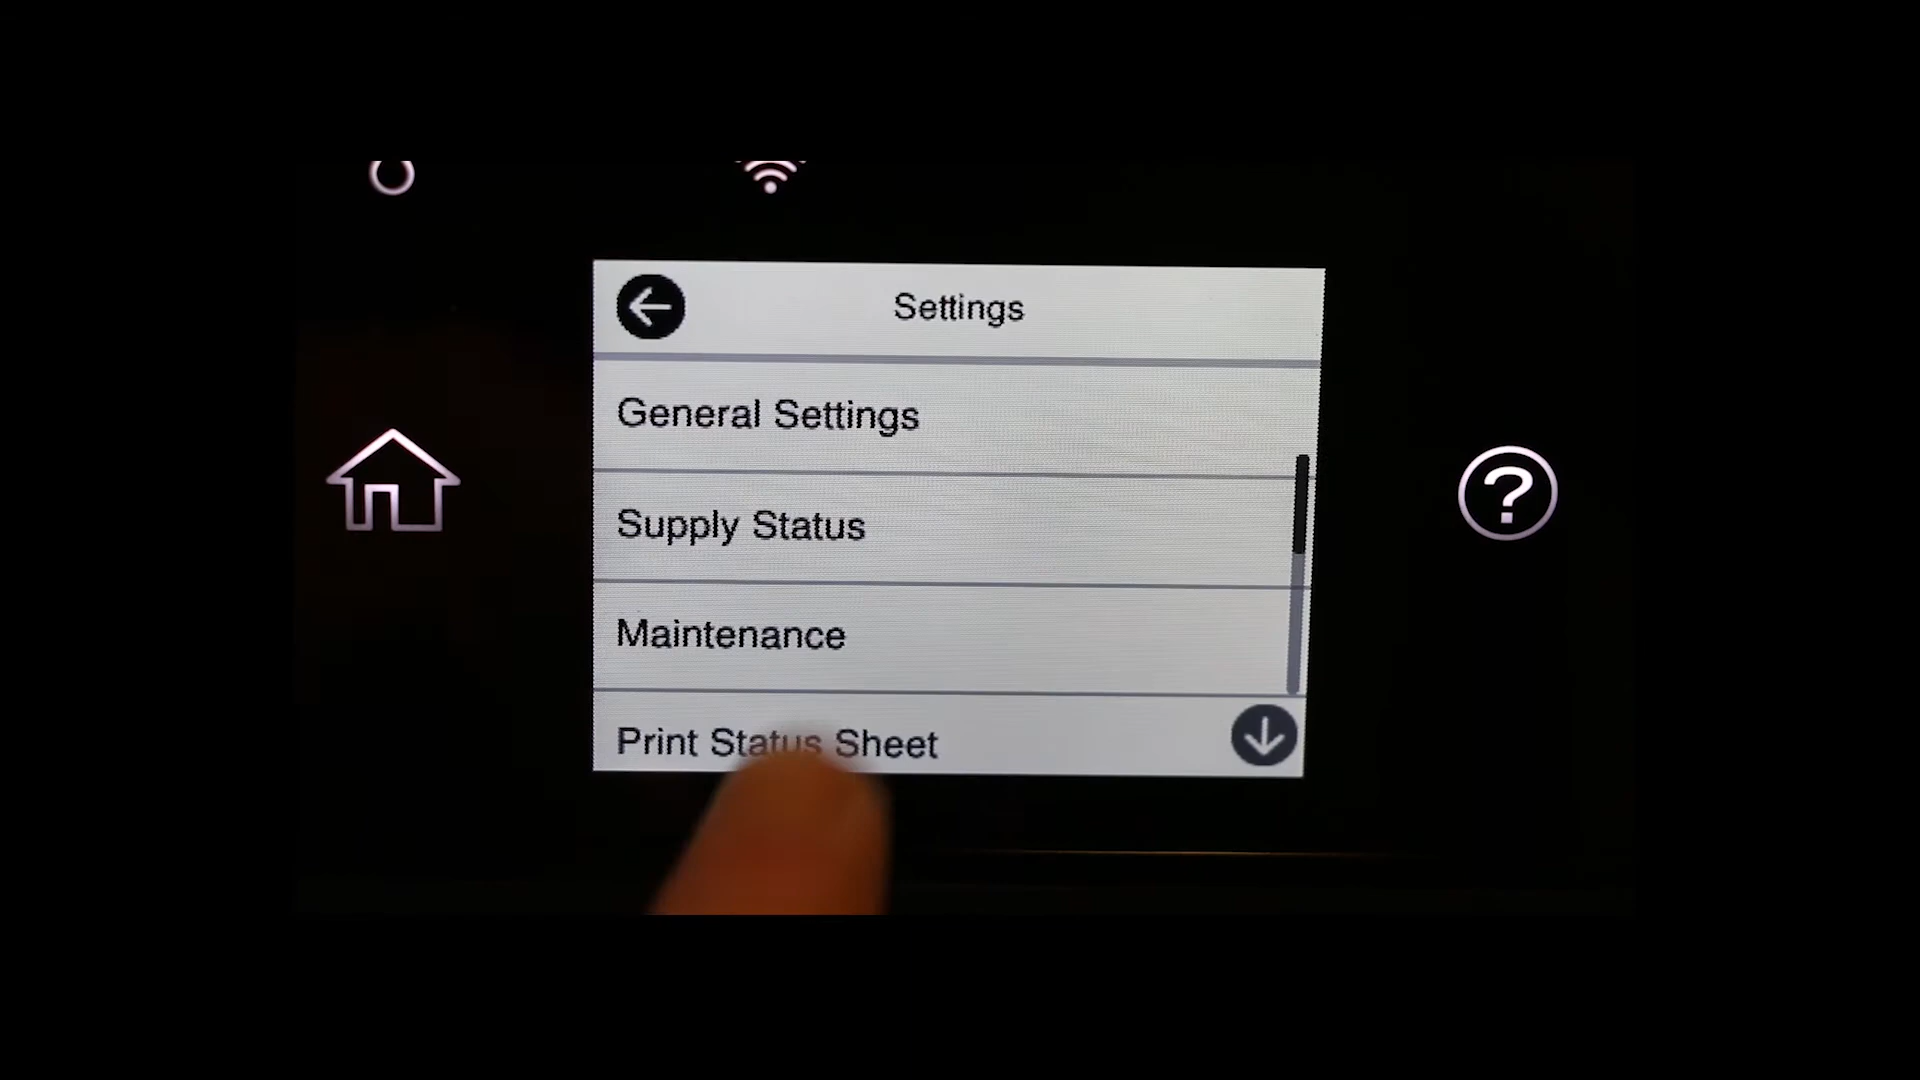 Settings
General Settings
Supply Status
Maintenance
Print Status Sheet
?